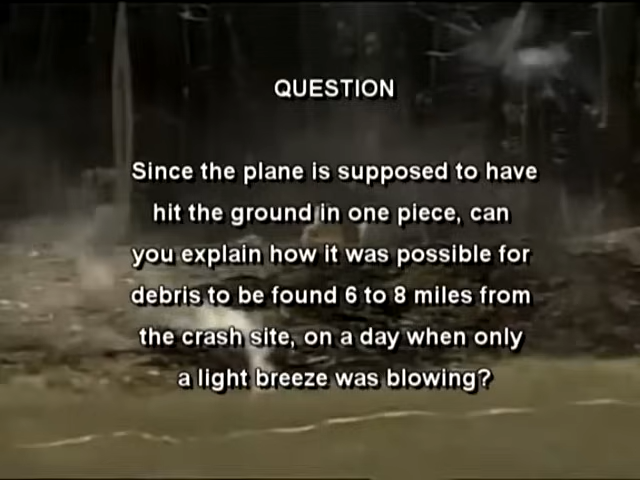 QUESTION
Since the plane is supposed to have
hit the ground in one piece, can
you explain how it was possible for
debris to be found 6 to 8 miles from
the crash site, on a day when only
a light breeze was blowing?